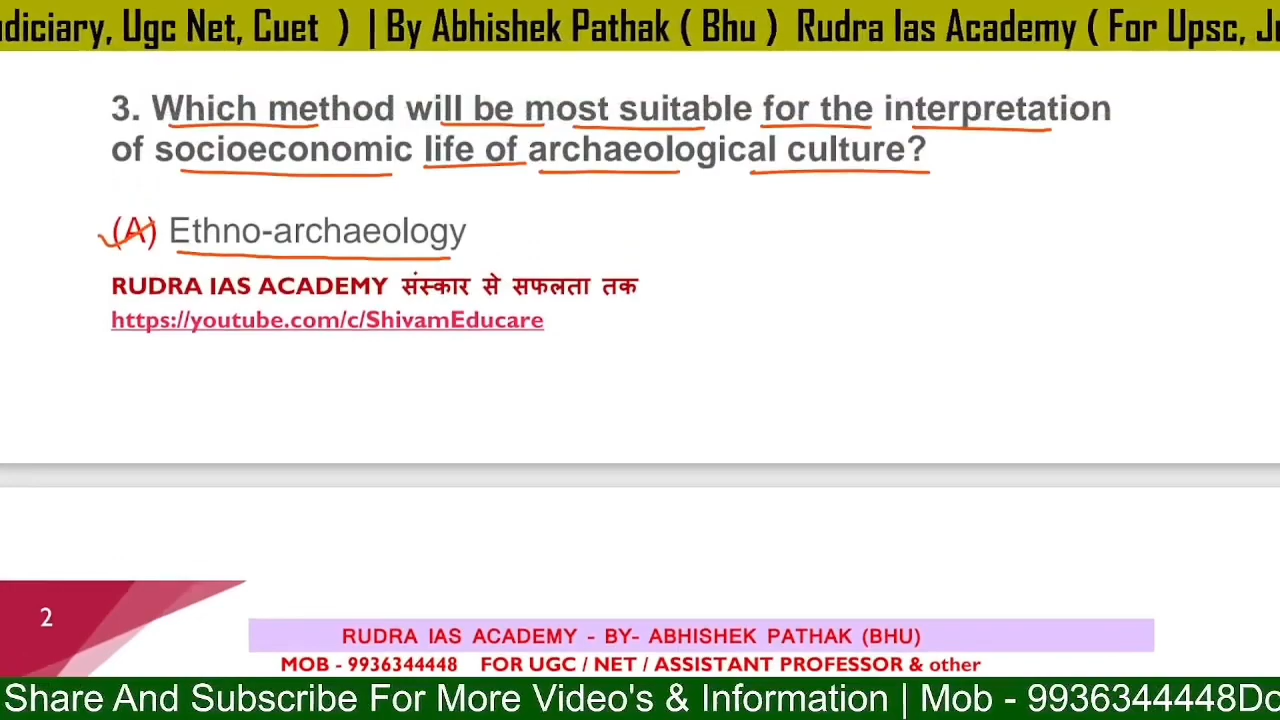 udiciary, Ugc Net, Cuet ) | By Abhishek Pathak ( Bhu ) Rudra Ias Academy ( For Upsc, Ju
3. Which method will be most suitable for the interpretation
of socioeconomic life of archaeological culture?
(A) Ethno-archaeology
RUDRA IAS ACADEMY संस्कार से सफलता तक
https://youtube.com/c/ShivamEducare
2
RUDRA IAS ACADEMY - BY- ABHISHEK PATHAK (BHU)
MOB - 9936344448 FOR UGC / NET / ASSISTANT PROFESSOR & other
Share And Subscribe For More Video's & Information | Mob - 9936344448Do